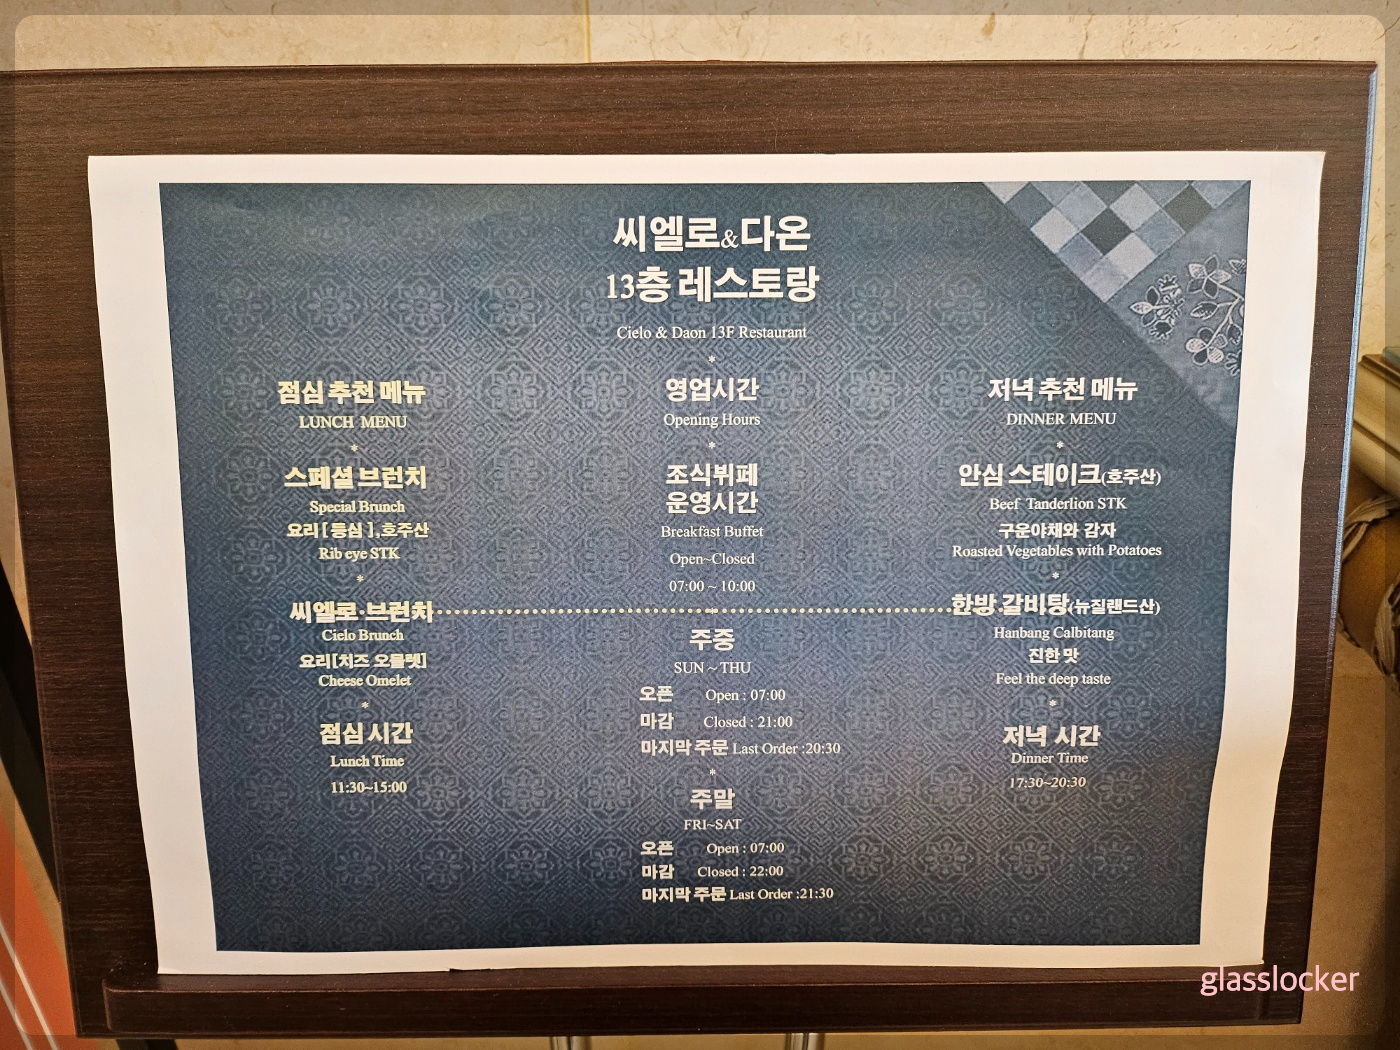 씨엘로&다온
13층 레스토랑
Cielo & Daon 13F Restaurant
*
점심 추천 메뉴
LUNCH MENU
*
스페셜 브런치
Special Brunch
요리 [ 등심 ],호주산
Rib eye STK
*
씨엘로 브런치
Cielo Brunch
요리[치즈 오믈렛]
Cheese Omelet
*
점심 시간
Lunch Time
11:30~15:00
영업시간
Opening Hours
*
조식뷔페
운영시간
Breakfast Buffet
Open~Closed
07:00 ~ 10:00
*
주중
SUN ~ THU
오픈 Open : 07:00
마감 Closed : 21:00
마지막 주문 Last Order :20:30
*
주말
FRI~SAT
오픈 Open : 07:00
마감 Closed : 22:00
마지막 주문 Last Order :21:30
저녁 추천 메뉴
DINNER MENU
*
안심 스테이크(호주산)
Beef Tanderlion STK
구운야채와 감자
Roasted Vegetables with Potatoes
*
한방 갈비탕(뉴질랜드산)
Hanbang Calbitang
진한 맛
Feel the deep taste
*
저녁 시간
Dinner Time
17:30~20:30
glasslocker